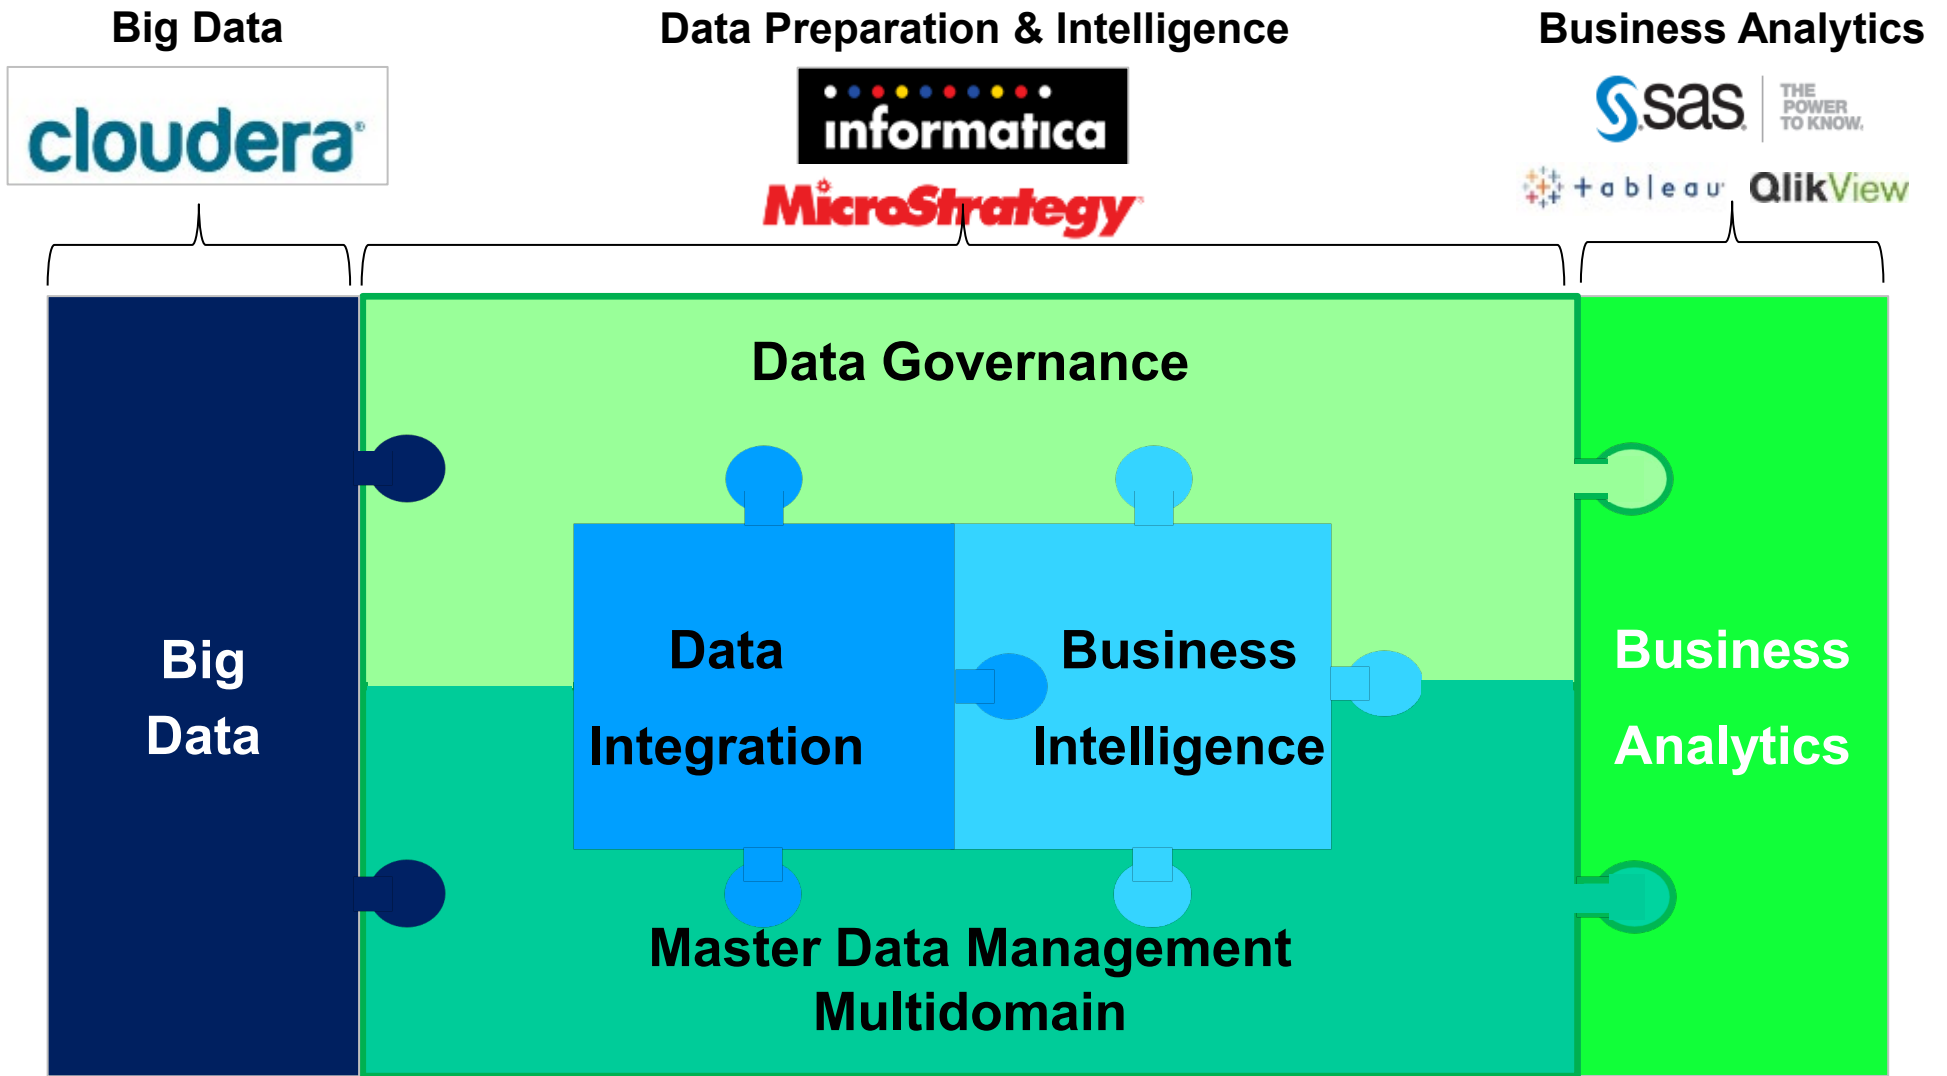 Big Data
Data Preparation & Intelligence
Business Analytics
cloudera®
informatica
MicroStrategy
sas
THE
POWER
TO KNOW.
+ableau
QlikView
Data Governance
Big
Data
Data
Integration
Business
Intelligence
Business
Analytics
Master Data Management
Multidomain